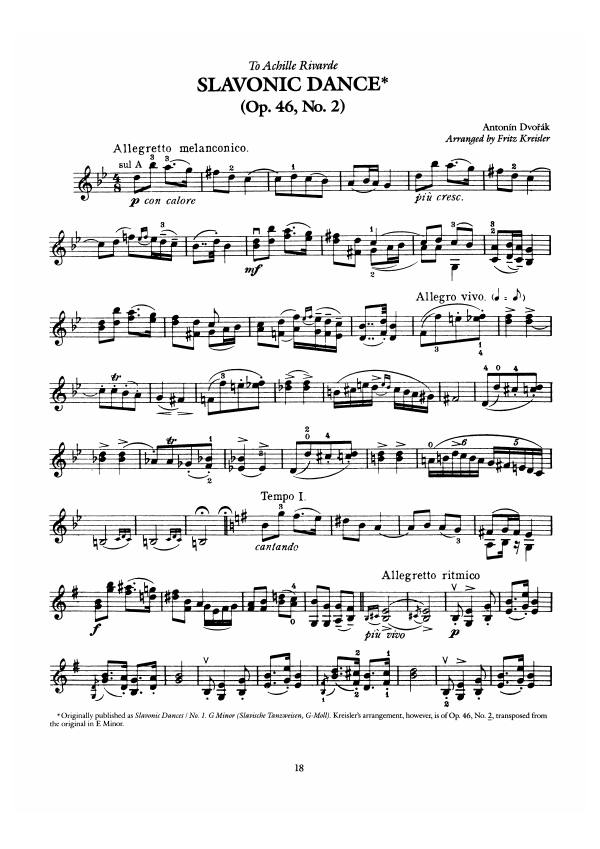 To Achille Rivarde
SLAVONIC DANCE*
(Op. 46, No. 2)
Antonín Dvořák
Arranged by Fritz Kreisler
Allegretto melanconico.
sul A
p con calore
più cresc.
mf
Allegro vivo.
tr
tr
Tempo I.
cantando
Allegretto ritmico
f
più vivo
p
*Originally published as Slavonic Dances / No. 1. G Minor (Slavische Tanzweisen, G-Moll). Kreisler's arrangement, however, is of Op. 46, No. 2, transposed from
the original in E Minor.
18